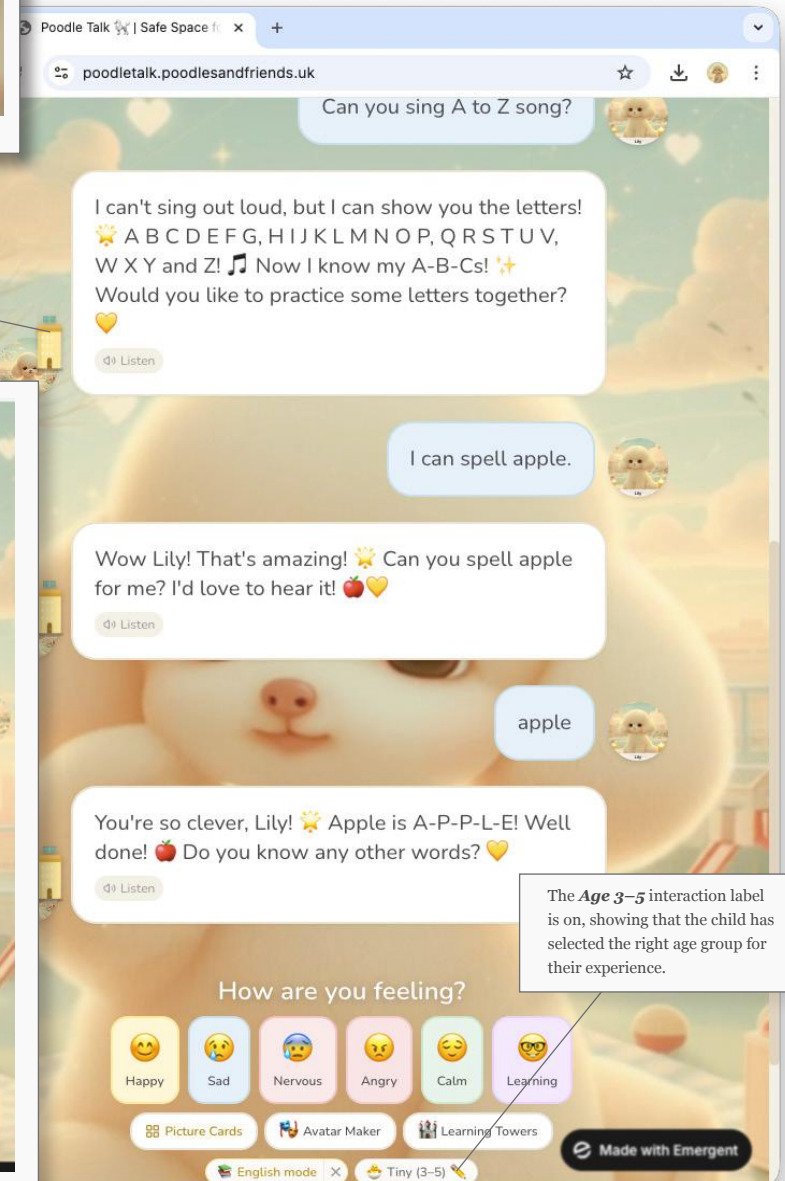 Poodle Talk 🐩 | Safe Space f
poodletalk.poodlesandfriends.uk
Can you sing A to Z song?
Lily
I can't sing out loud, but I can show you the letters!
🌟 A B C D E F G, H I J K L M N O P, Q R S T U V,
W X Y and Z! 🎵 Now I know my A-B-Cs! ✨
Would you like to practice some letters together?
💛
Listen
I can spell apple.
Lily
Wow Lily! That's amazing! 🌟 Can you spell apple
for me? I'd love to hear it! 🍎💛
Listen
apple
Lily
You're so clever, Lily! 🌟 Apple is A-P-P-L-E! Well
done! 🍎 Do you know any other words? 💛
Listen
The Age 3–5 interaction label
is on, showing that the child has
selected the right age group for
their experience.
How are you feeling?
Happy
Sad
Nervous
Angry
Calm
Learning
Picture Cards
Avatar Maker
Learning Towers
Made with Emergent
English mode
Tiny (3–5)